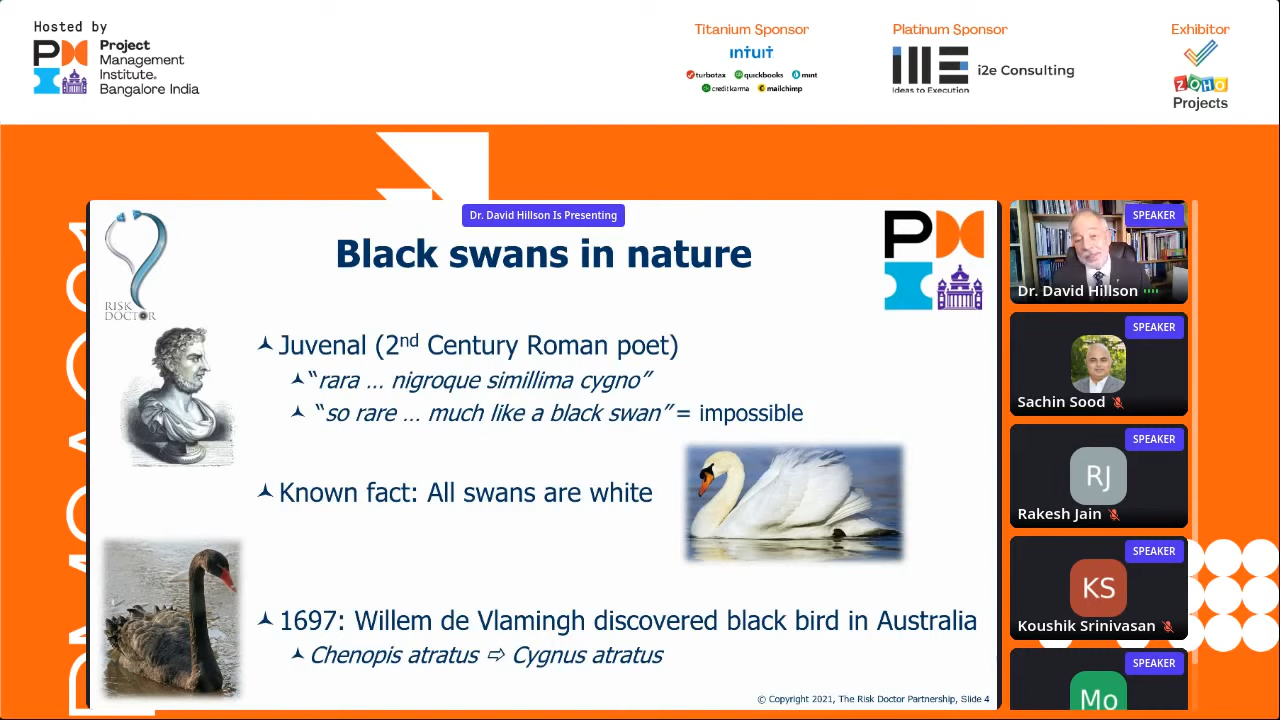 Hosted by
Project
Management
Institute.
Bangalore India
Titanium Sponsor
intuit
turbotax quickbooks mint
creditkarma mailchimp
Platinum Sponsor
i2e Consulting
Ideas to Execution
Exhibitor
ZOHO
Projects
Dr. David Hillson Is Presenting
RISK
DOCTOR
Black swans in nature
Juvenal (2nd Century Roman poet)
"rara … nigroque simillima cygno"
"so rare … much like a black swan" = impossible
Known fact: All swans are white
1697: Willem de Vlamingh discovered black bird in Australia
Chenopis atratus ⇨ Cygnus atratus
© Copyright 2021, The Risk Doctor Partnership, Slide 4
SPEAKER
Dr. David Hillson
SPEAKER
Sachin Sood
SPEAKER
RJ
Rakesh Jain
SPEAKER
KS
Koushik Srinivasan
SPEAKER
Mo